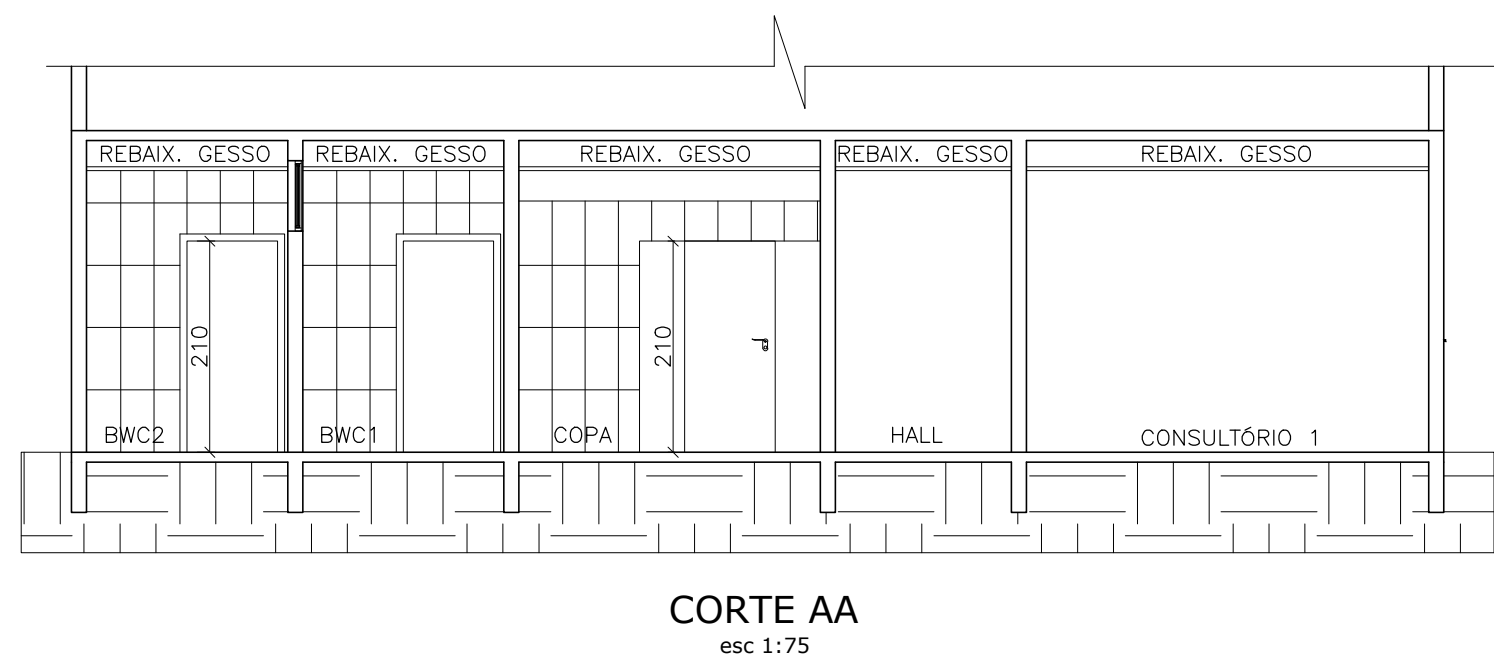 REBAIX. GESSO
REBAIX. GESSO
REBAIX. GESSO
REBAIX. GESSO
REBAIX. GESSO
210
210
BWC2
BWC1
COPA
HALL
CONSULTÓRIO 1
CORTE AA
esc 1:75